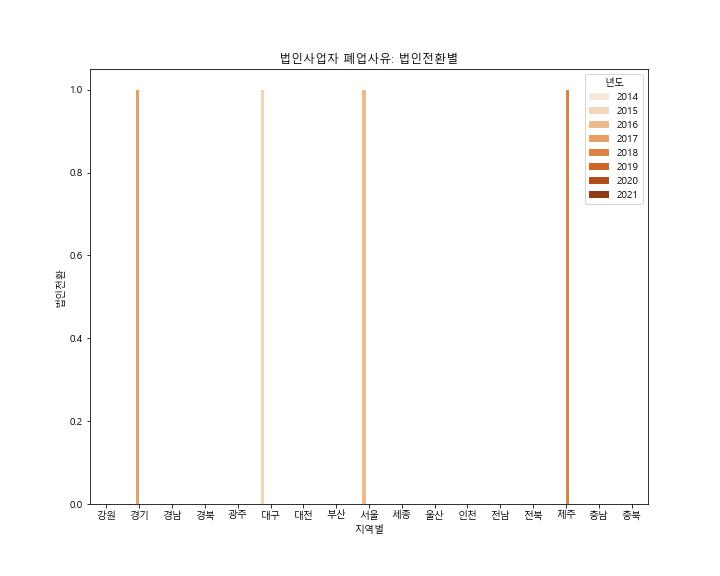 법인사업자 폐업사유: 법인전환별
년도
2014
2015
2016
2017
2018
2019
2020
2021
1.0
0.8
0.6
0.4
0.2
0.0
법인전환
강원 경기 경남 경북 광주 대구 대전 부산 서울 세종 울산 인천 전남 전북 제주 충남 충북
지역별